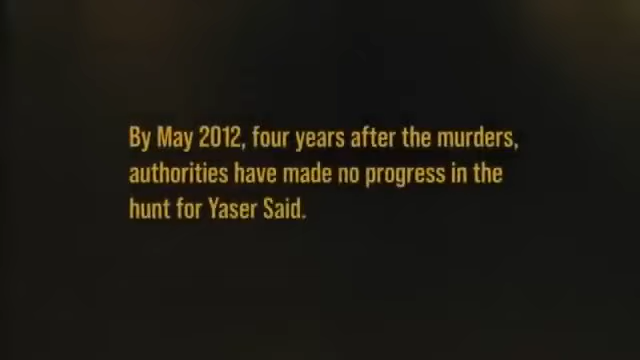 By May 2012, four years after the murders,
authorities have made no progress in the
hunt for Yaser Said.